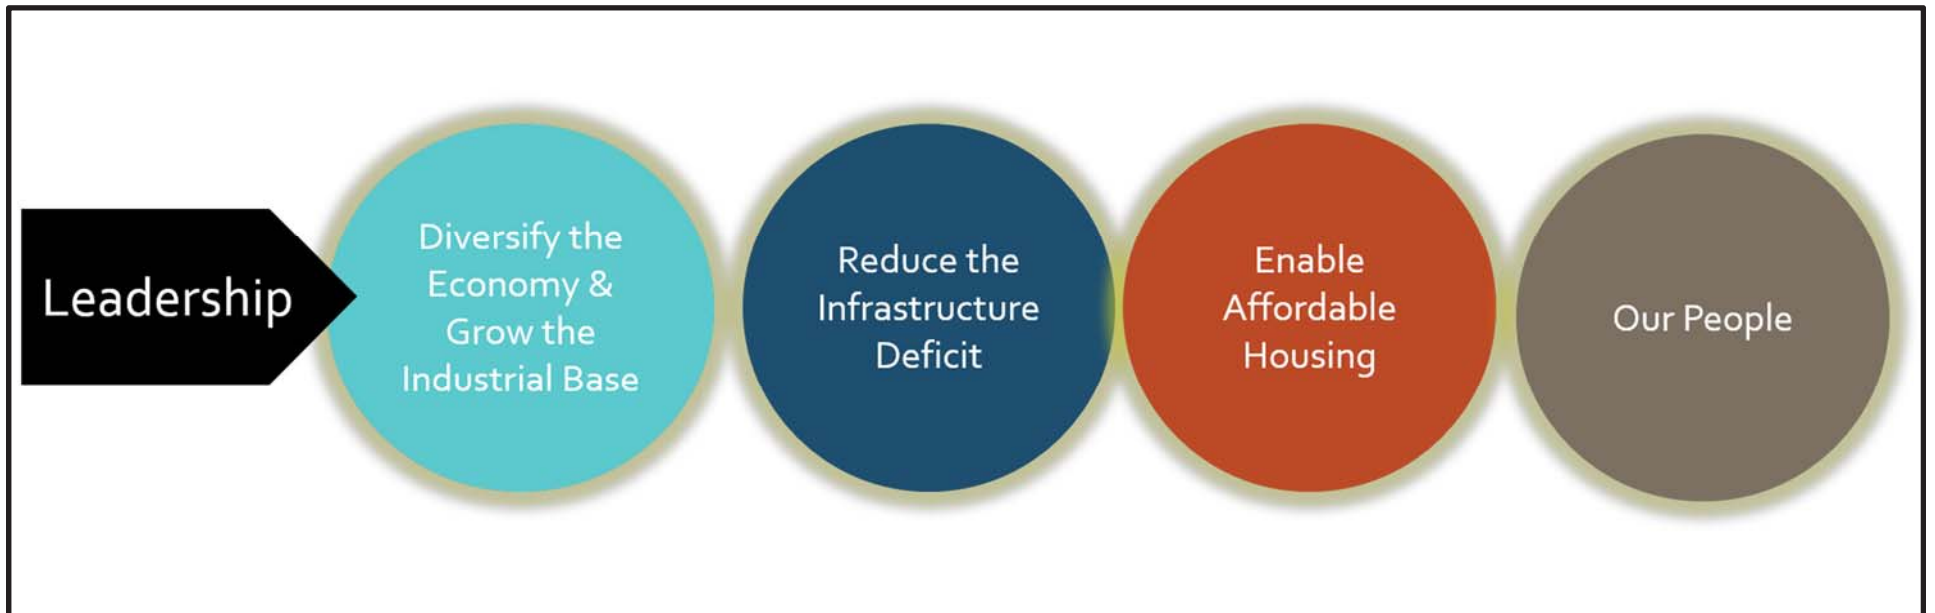 Leadership
Diversify the
Economy &
Grow the
Industrial Base
Reduce the
Infrastructure
Deficit
Enable
Affordable
Housing
Our People